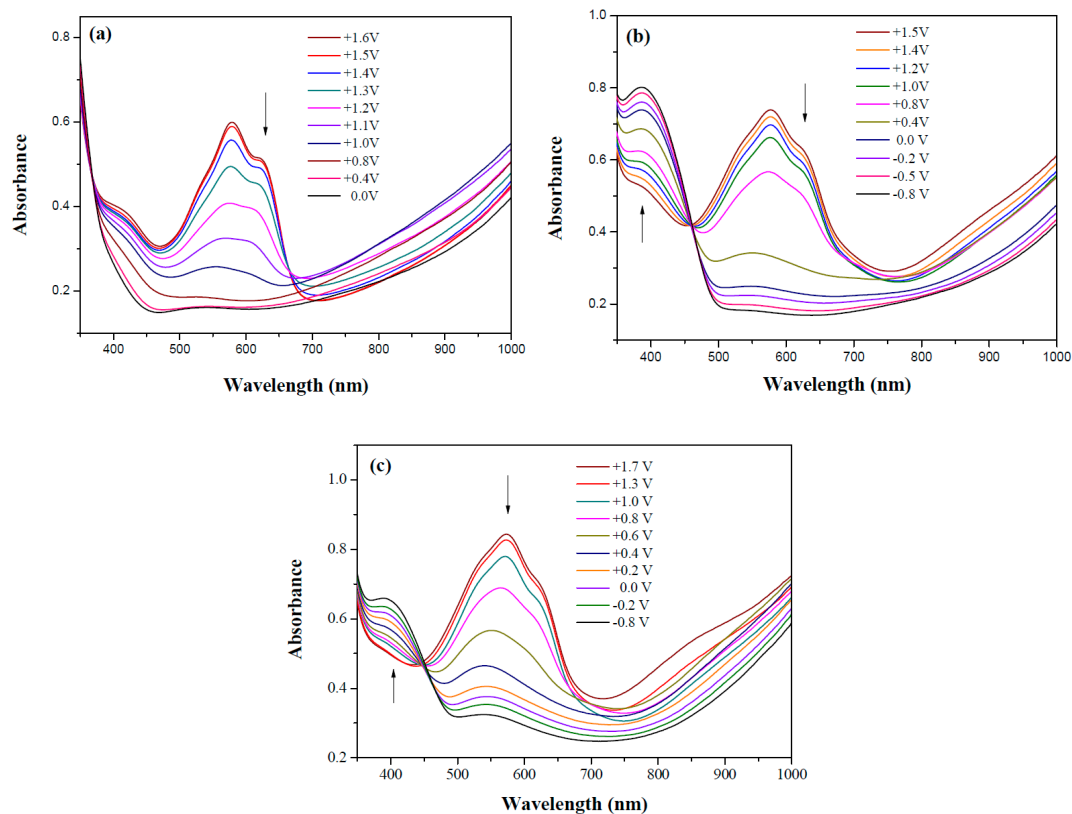 (a)
+1.6V
+1.5V
+1.4V
+1.3V
+1.2V
+1.1V
+1.0V
+0.8V
+0.4V
0.0V
0.8
0.6
0.4
0.2
Absorbance
400 500 600 700 800 900 1000
Wavelength (nm)
(b)
+1.5V
+1.4V
+1.2V
+1.0V
+0.8V
+0.4V
0.0 V
-0.2 V
-0.5 V
-0.8 V
1.0
0.8
0.6
0.4
0.2
Absorbance
400 500 600 700 800 900 1000
Wavelength (nm)
(c)
+1.7 V
+1.3 V
+1.0 V
+0.8 V
+0.6 V
+0.4 V
+0.2 V
0.0 V
-0.2 V
-0.8 V
1.0
0.8
0.6
0.4
0.2
Absorbance
400 500 600 700 800 900 1000
Wavelength (nm)